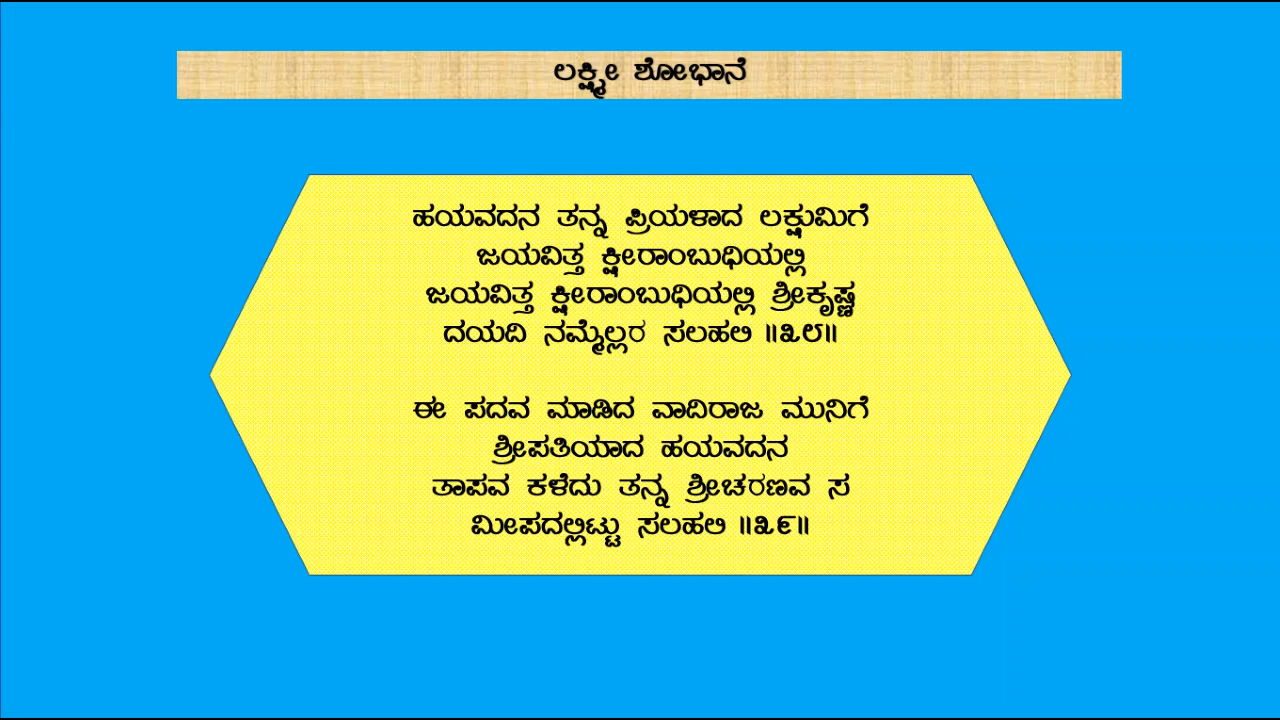 ಲಕ್ಷ್ಮೀ ಶೋಭಾನೆ
ಹಯವದನ ತನ್ನ ಪ್ರಿಯಳಾದ ಲಕ್ಷುಮಿಗೆ
ಜಯವಿತ್ತ ಕ್ಷೀರಾಂಬುಧಿಯಲ್ಲಿ
ಜಯವಿತ್ತ ಕ್ಷೀರಾಂಬುಧಿಯಲ್ಲಿ ಶ್ರೀಕೃಷ್ಣ
ದಯದಿ ನಮ್ಮೆಲ್ಲರ ಸಲಹಲಿ ॥೩೮॥
ಈ ಪದವ ಮಾಡಿದ ವಾದಿರಾಜ ಮುನಿಗೆ
ಶ್ರೀಪತಿಯಾದ ಹಯವದನ
ತಾಪವ ಕಳೆದು ತನ್ನ ಶ್ರೀಚರಣವ ಸ
ಮೀಪದಲ್ಲಿಟ್ಟು ಸಲಹಲಿ ॥೩೯॥